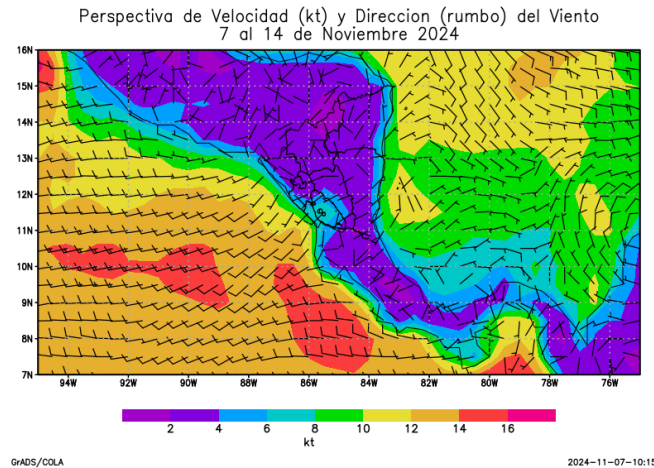 Perspectiva de Velocidad (kt) y Direccion (rumbo) del Viento
7 al 14 de Noviembre 2024
16N
15N
14N
13N
12N
11N
10N
9N
8N
7N
94W 92W 90W 88W 86W 84W 82W 80W 78W 76W
2 4 6 8 10 12 14 16
kt
GrADS/COLA 2024-11-07-10:15